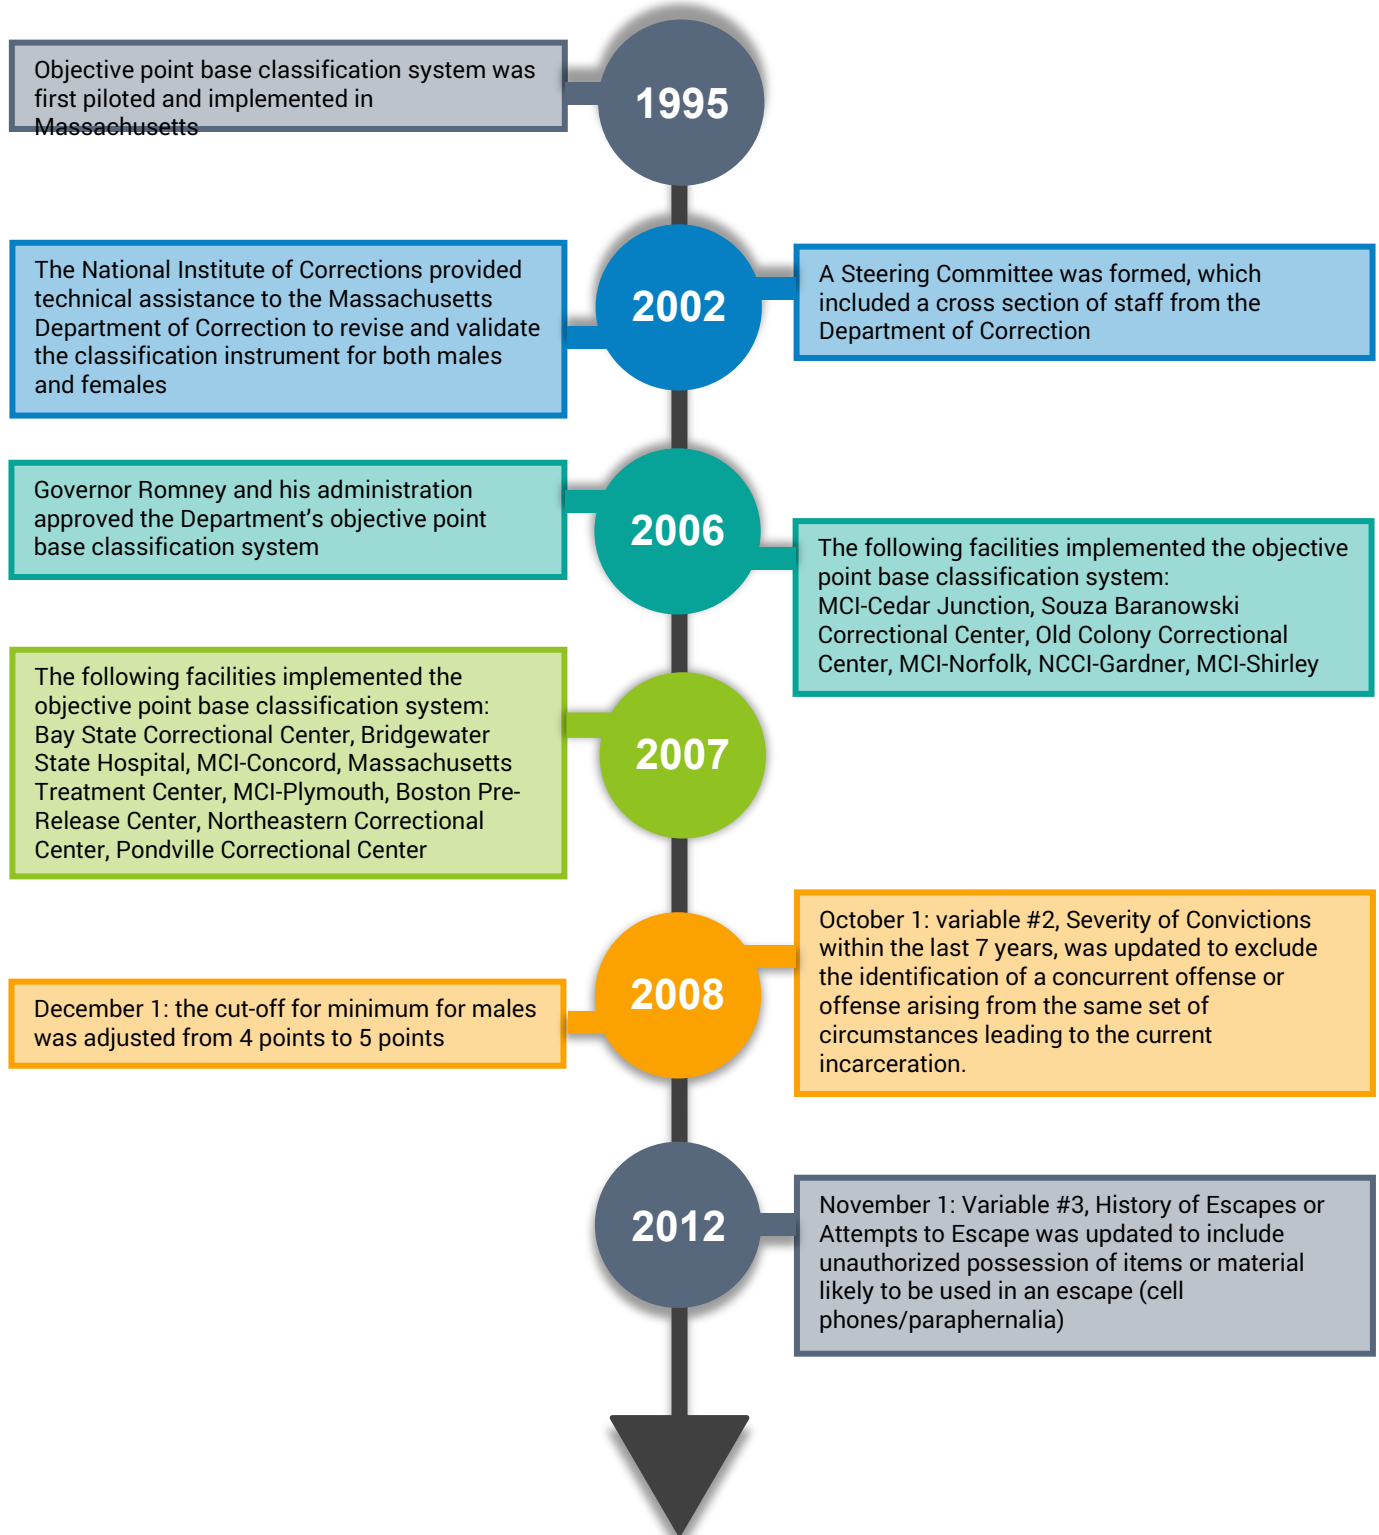 Objective point base classification system was
first piloted and implemented in
Massachusetts
1995
The National Institute of Corrections provided
technical assistance to the Massachusetts
Department of Correction to revise and validate
the classification instrument for both males
and females
2002
A Steering Committee was formed, which
included a cross section of staff from the
Department of Correction
Governor Romney and his administration
approved the Department's objective point
base classification system
2006
The following facilities implemented the objective
point base classification system:
MCI-Cedar Junction, Souza Baranowski
Correctional Center, Old Colony Correctional
Center, MCI-Norfolk, NCCI-Gardner, MCI-Shirley
The following facilities implemented the
objective point base classification system:
Bay State Correctional Center, Bridgewater
State Hospital, MCI-Concord, Massachusetts
Treatment Center, MCI-Plymouth, Boston Pre-
Release Center, Northeastern Correctional
Center, Pondville Correctional Center
2007
October 1: variable #2, Severity of Convictions
within the last 7 years, was updated to exclude
the identification of a concurrent offense or
offense arising from the same set of
circumstances leading to the current
incarceration.
2008
December 1: the cut-off for minimum for males
was adjusted from 4 points to 5 points
2012
November 1: Variable #3, History of Escapes or
Attempts to Escape was updated to include
unauthorized possession of items or material
likely to be used in an escape (cell
phones/paraphernalia)